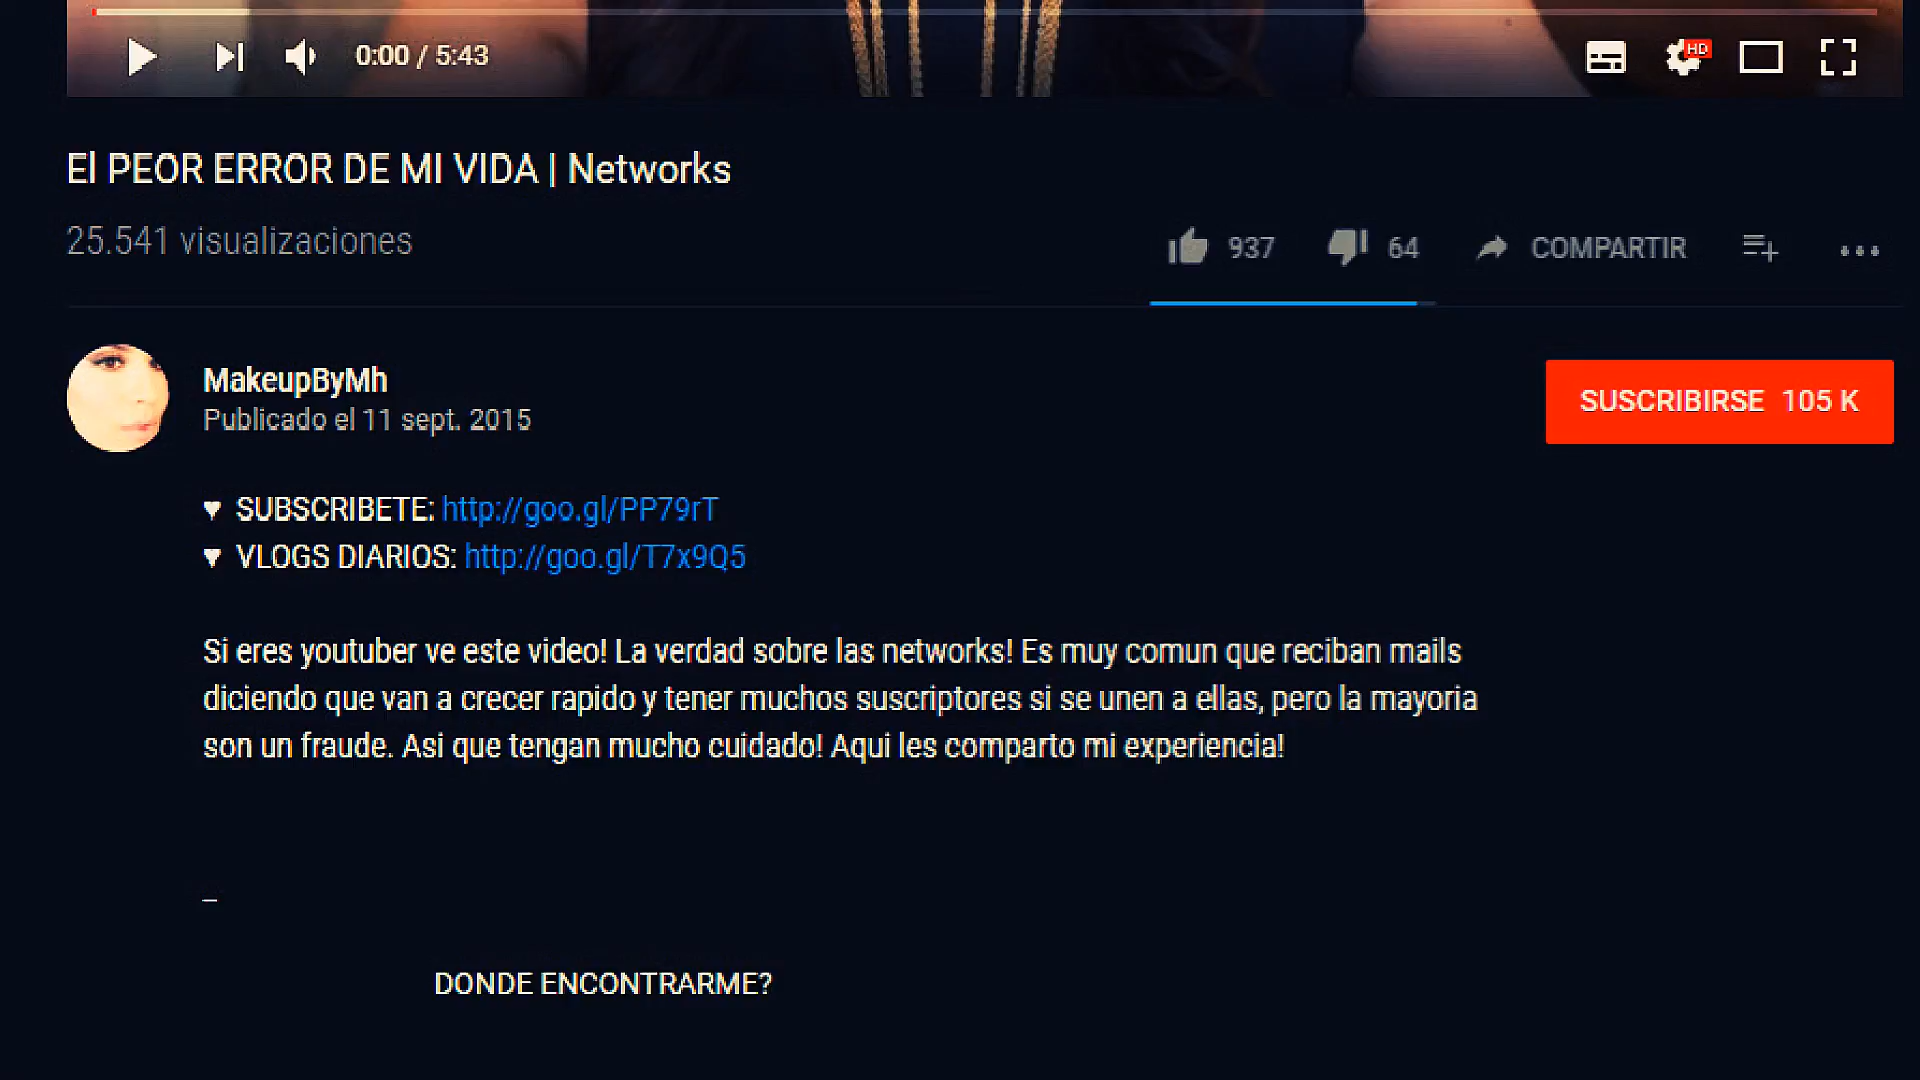 0:00 / 5:43
HD
El PEOR ERROR DE MI VIDA | Networks
25.541 visualizaciones
937 64 COMPARTIR
MakeupByMh
Publicado el 11 sept. 2015
SUSCRIBIRSE 105 K
♥ SUBSCRIBETE: http://goo.gl/PP79rT
♥ VLOGS DIARIOS: http://goo.gl/T7x9Q5
Si eres youtuber ve este video! La verdad sobre las networks! Es muy comun que reciban mails
diciendo que van a crecer rapido y tener muchos suscriptores si se unen a ellas, pero la mayoria
son un fraude. Asi que tengan mucho cuidado! Aqui les comparto mi experiencia!
_
DONDE ENCONTRARME?